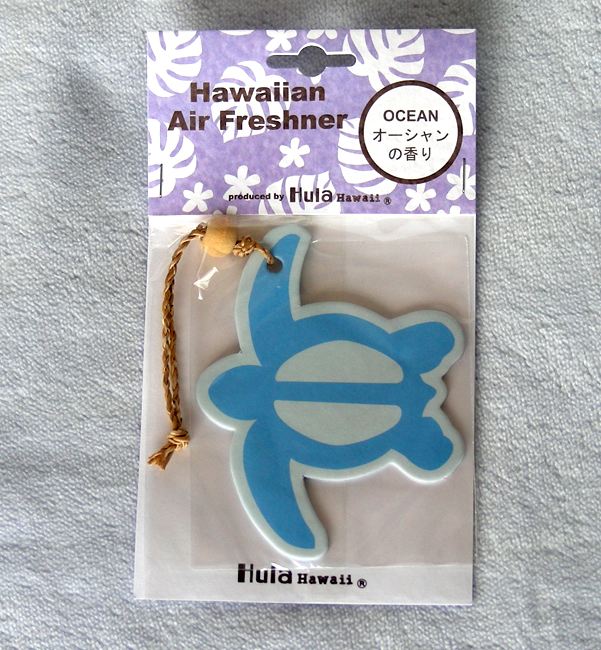 Hawaiian
Air Freshner
OCEAN
オーシャン
の香り
produced by Hula Hawaii ®
Hula Hawaii ®